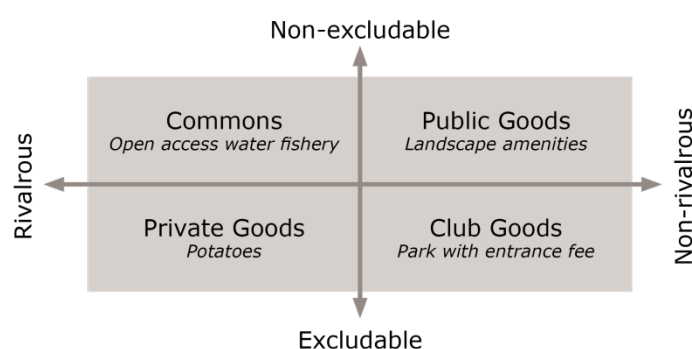 Non-excludable
Commons
Open access water fishery
Public Goods
Landscape amenities
Rivalrous
Non-rivalrous
Private Goods
Potatoes
Club Goods
Park with entrance fee
Excludable